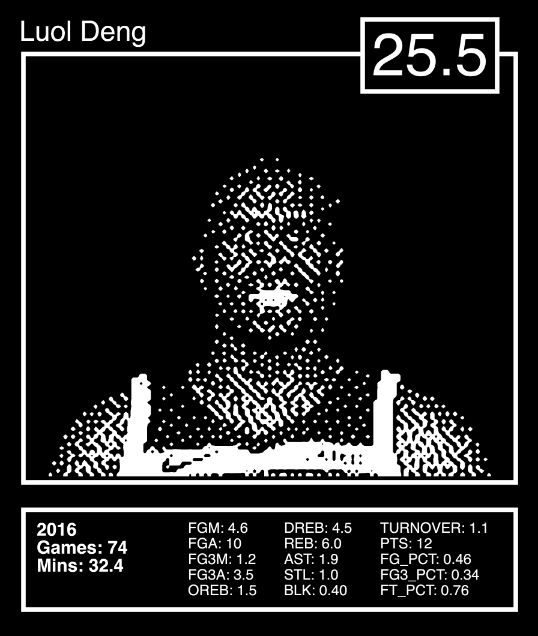 Luol Deng
25.5
2016
Games: 74
Mins: 32.4
FGM: 4.6
FGA: 10
FG3M: 1.2
FG3A: 3.5
OREB: 1.5
DREB: 4.5
REB: 6.0
AST: 1.9
STL: 1.0
BLK: 0.40
TURNOVER: 1.1
PTS: 12
FG_PCT: 0.46
FG3_PCT: 0.34
FT_PCT: 0.76